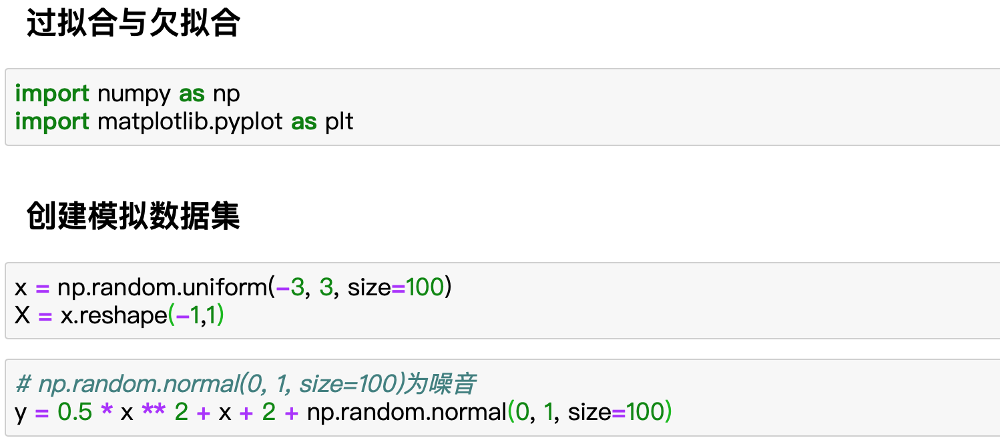 过拟合与欠拟合
import numpy as np
import matplotlib.pyplot as plt
创建模拟数据集
x = np.random.uniform(-3, 3, size=100)
X = x.reshape(-1,1)
# np.random.normal(0, 1, size=100)为噪音
y = 0.5 * x ** 2 + x + 2 + np.random.normal(0, 1, size=100)